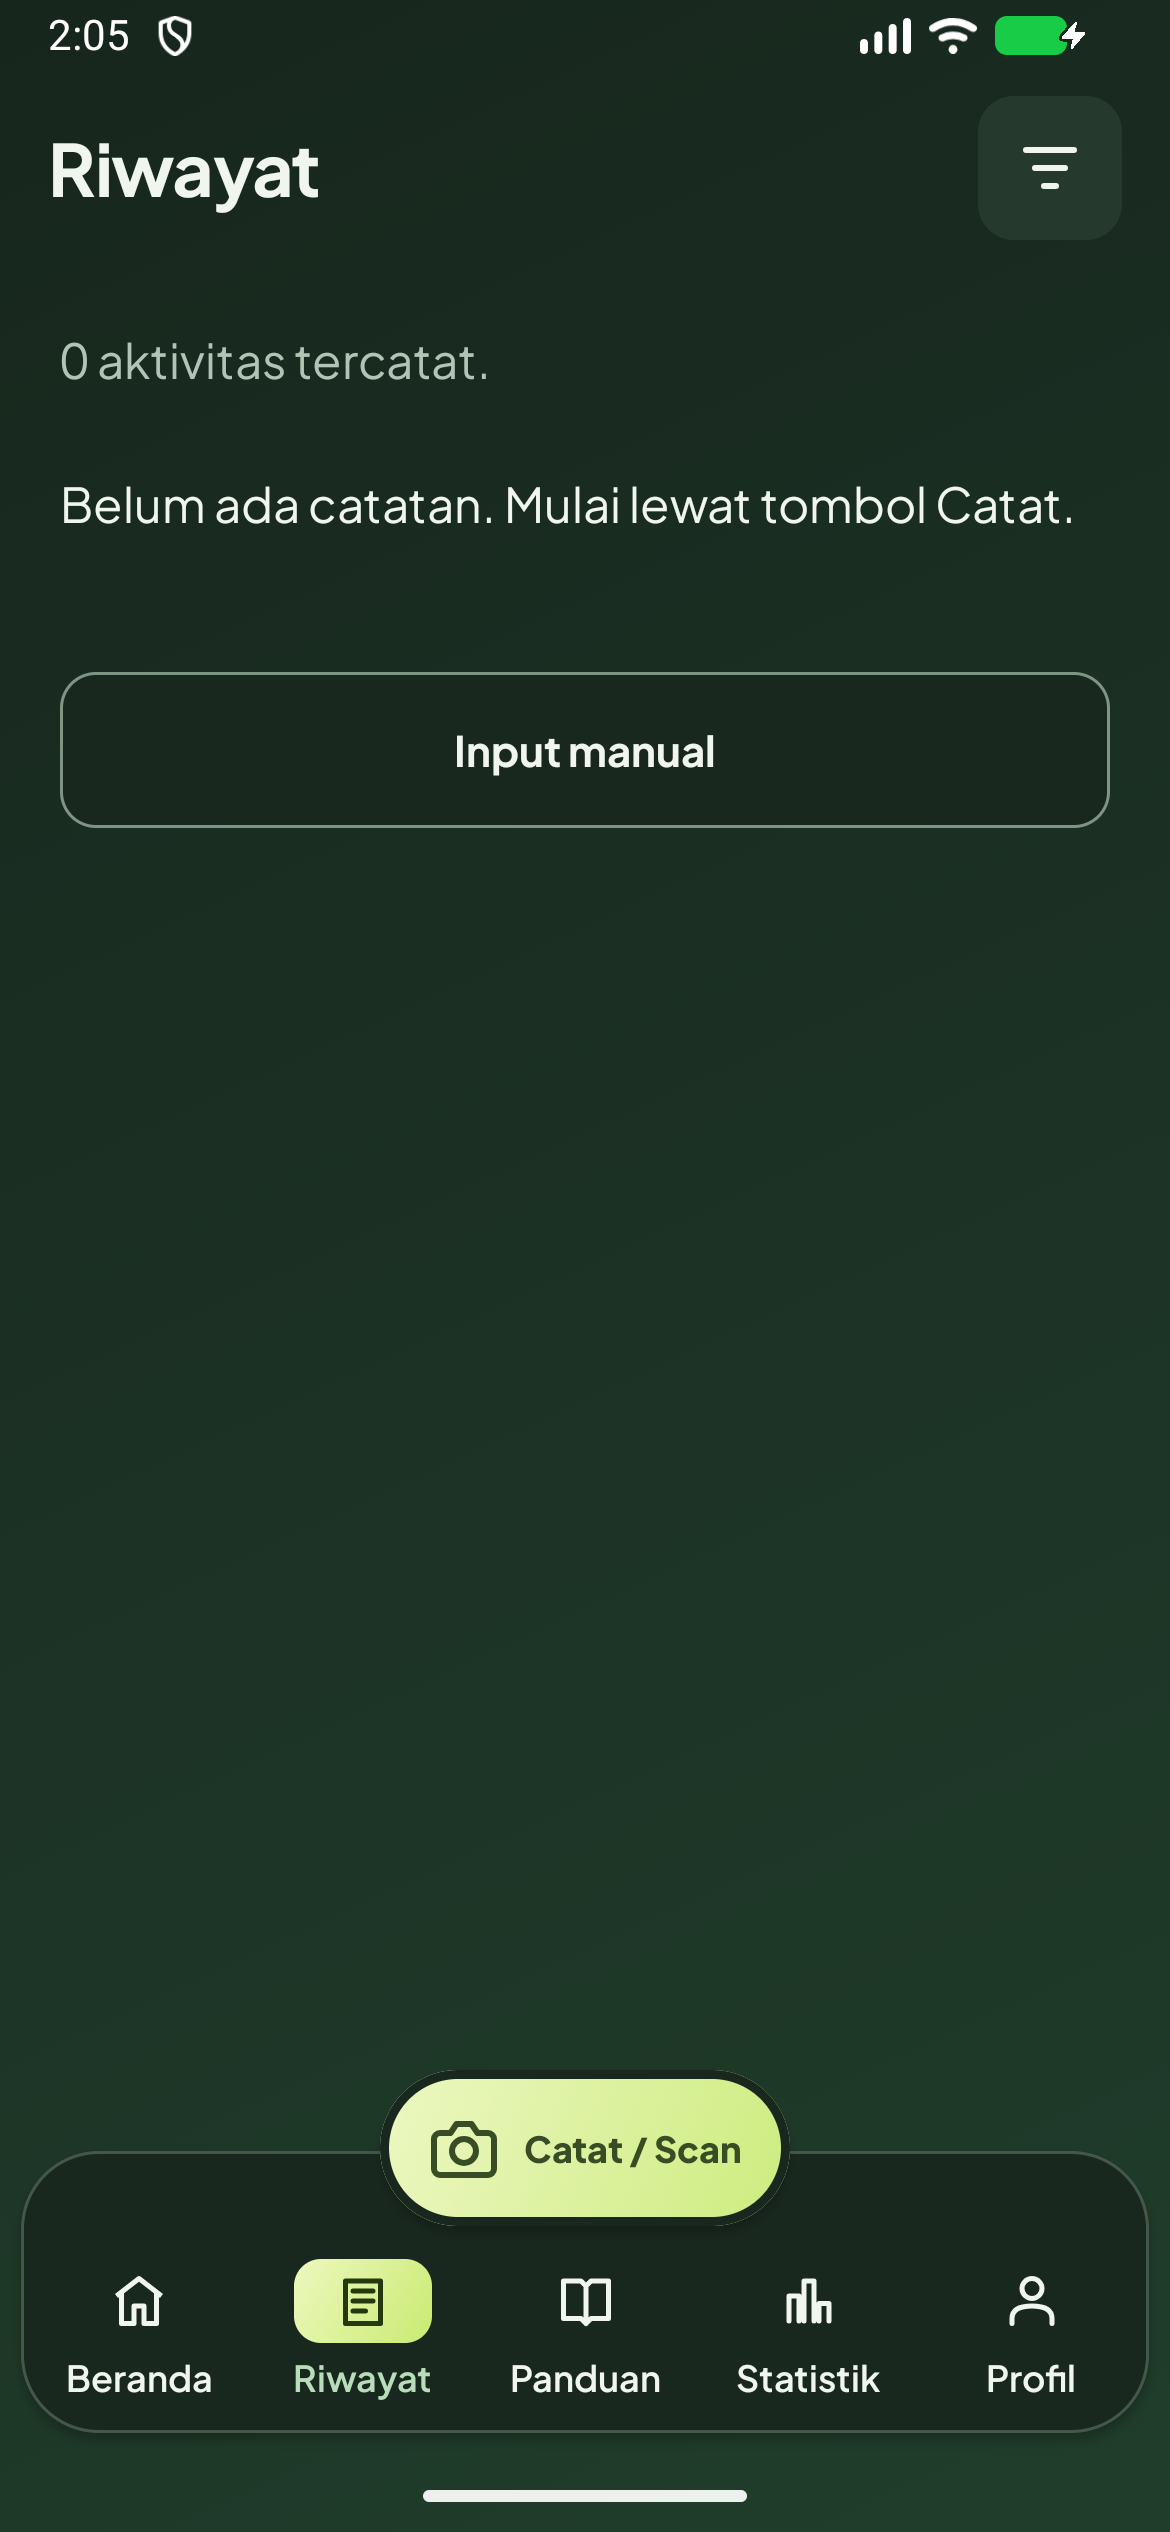 2:05
Riwayat
0 aktivitas tercatat.
Belum ada catatan. Mulai lewat tombol Catat.
Input manual
Catat / Scan
Beranda
Riwayat
Panduan
Statistik
Profil